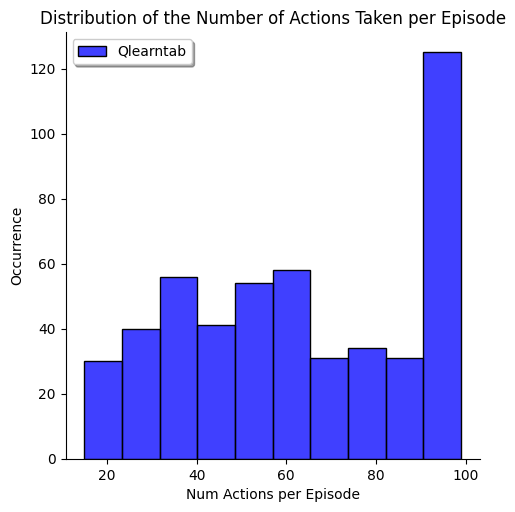 Distribution of the Number of Actions Taken per Episode
Qlearntab
120
100
80
60
40
20
0
Occurrence
20 40 60 80 100
Num Actions per Episode